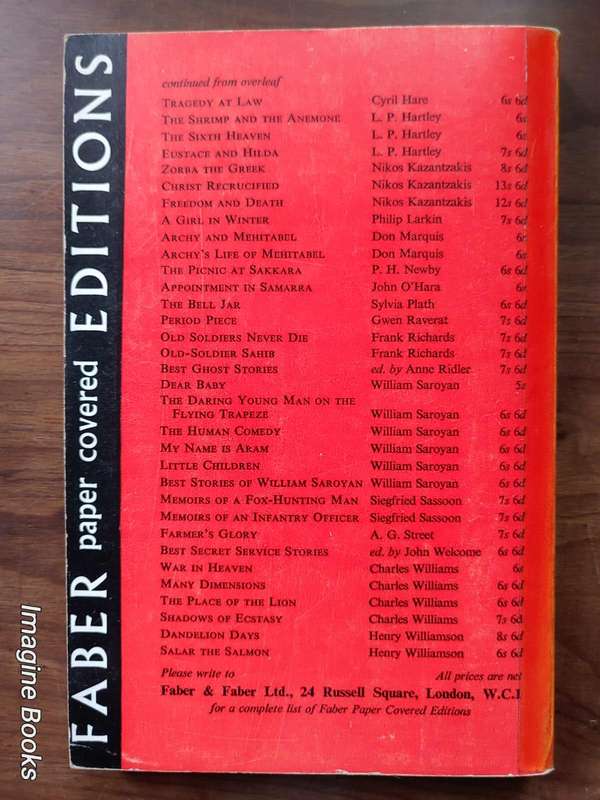 FABER paper covered EDITIONS
continued from overleaf
TRAGEDY AT LAW Cyril Hare 6s 6d
THE SHRIMP AND THE ANEMONE L. P. Hartley 6s
THE SIXTH HEAVEN L. P. Hartley 6s
EUSTACE AND HILDA L. P. Hartley 7s 6d
ZORBA THE GREEK Nikos Kazantzakis 8s 6d
CHRIST RECRUCIFIED Nikos Kazantzakis 13s 6d
FREEDOM AND DEATH Nikos Kazantzakis 12s 6d
A GIRL IN WINTER Philip Larkin 7s 6d
ARCHY AND MEHITABEL Don Marquis 6s
ARCHY'S LIFE OF MEHITABEL Don Marquis 6s
THE PICNIC AT SAKKARA P. H. Newby 6s 6d
APPOINTMENT IN SAMARRA John O'Hara 6s
THE BELL JAR Sylvia Plath 6s 6d
PERIOD PIECE Gwen Raverat 7s 6d
OLD SOLDIERS NEVER DIE Frank Richards 7s 6d
OLD-SOLDIER SAHIB Frank Richards 7s 6d
BEST GHOST STORIES ed. by Anne Ridler 7s 6d
DEAR BABY William Saroyan 5s
THE DARING YOUNG MAN ON THE
FLYING TRAPEZE William Saroyan 6s 6d
THE HUMAN COMEDY William Saroyan 6s 6d
MY NAME IS ARAM William Saroyan 6s 6d
LITTLE CHILDREN William Saroyan 6s 6d
BEST STORIES OF WILLIAM SAROYAN William Saroyan 6s 6d
MEMOIRS OF A FOX-HUNTING MAN Siegfried Sassoon 7s 6d
MEMOIRS OF AN INFANTRY OFFICER Siegfried Sassoon 7s 6d
FARMER'S GLORY A. G. Street 7s 6d
BEST SECRET SERVICE STORIES ed. by John Welcome 6s 6d
WAR IN HEAVEN Charles Williams 6s
MANY DIMENSIONS Charles Williams 6s 6d
THE PLACE OF THE LION Charles Williams 6s 6d
SHADOWS OF ECSTASY Charles Williams 7s 6d
DANDELION DAYS Henry Williamson 8s 6d
SALAR THE SALMON Henry Williamson 6s 6d
Please write to All prices are net
Faber & Faber Ltd., 24 Russell Square, London, W.C.1
for a complete list of Faber Paper Covered Editions
Imagine Books